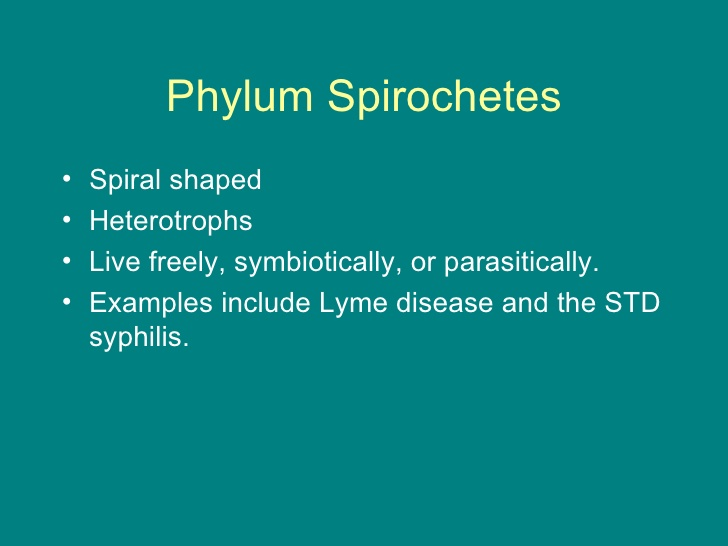 Phylum Spirochetes
• Spiral shaped
• Heterotrophs
• Live freely, symbiotically, or parasitically.
• Examples include Lyme disease and the STD
syphilis.